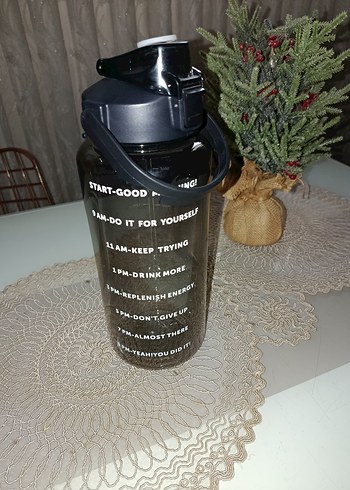 START-GOOD
9 AM-DO IT FOR YOURSELF
11 AM-KEEP TRYING
1 PM-DRINK MORE
3 PM-REPLENISH ENERGY
5 PM-DON'T GIVE UP
7 PM-ALMOST THERE
PM-YEAH!YOU DID IT!